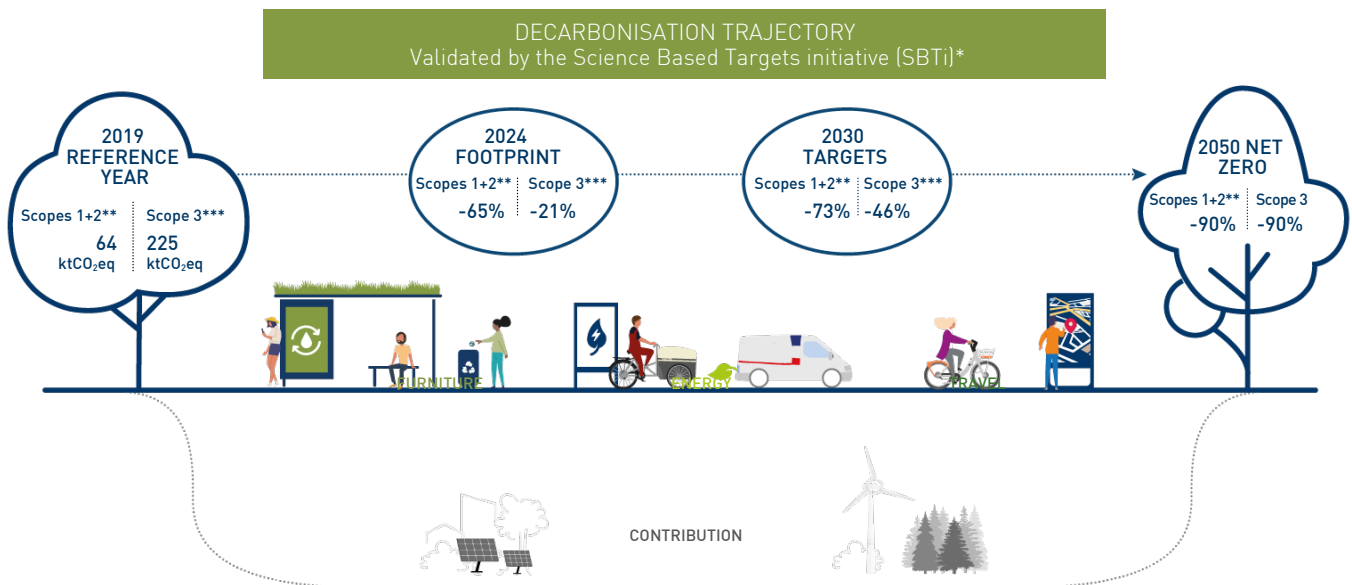 DECARBONISATION TRAJECTORY
Validated by the Science Based Targets initiative (SBTi)*
2019
REFERENCE
YEAR
Scopes 1+2** Scope 3***
64 225
ktCO₂eq ktCO₂eq
2024
FOOTPRINT
Scopes 1+2** Scope 3***
-65% -21%
2030
TARGETS
Scopes 1+2** Scope 3***
-73% -46%
2050 NET
ZERO
Scopes 1+2** Scope 3
-90% -90%
FURNITURE
ENERGY
TRAVEL
CONTRIBUTION